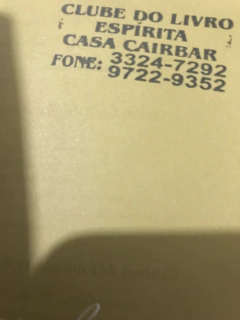 CLUBE DO LIVRO
ESPÍRITA
CASA CAIRBAR
FONE: 3324-7292
9722-9352